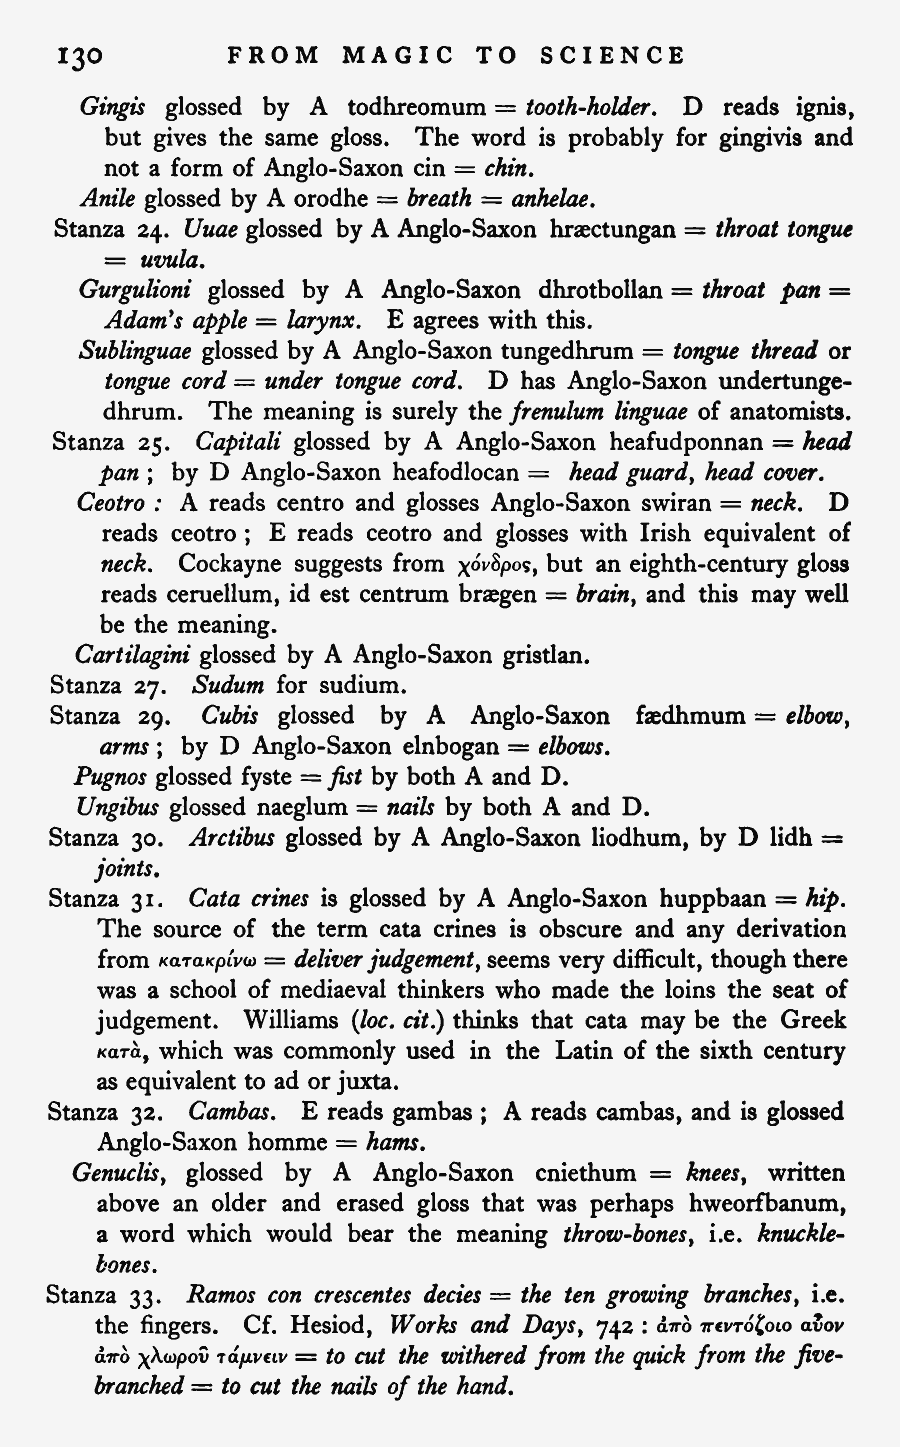 130 FROM MAGIC TO SCIENCE
Gingis glossed by A todhreomum = tooth-holder. D reads ignis,
but gives the same gloss. The word is probably for gingivis and
not a form of Anglo-Saxon cin = chin.
Anile glossed by A orodhe = breath = anhelae.
Stanza 24. Uuae glossed by A Anglo-Saxon hræctungan = throat tongue
= uvula.
Gurgulioni glossed by A Anglo-Saxon dhrotbollan = throat pan =
Adam's apple = larynx. E agrees with this.
Sublinguae glossed by A Anglo-Saxon tungedhrum = tongue thread or
tongue cord = under tongue cord. D has Anglo-Saxon undertunge-
dhrum. The meaning is surely the frenulum linguae of anatomists.
Stanza 25. Capitali glossed by A Anglo-Saxon heafudponnan = head
pan ; by D Anglo-Saxon heafodlocan = head guard, head cover.
Ceotro : A reads centro and glosses Anglo-Saxon swiran = neck. D
reads ceotro ; E reads ceotro and glosses with Irish equivalent of
neck. Cockayne suggests from χόνδρος, but an eighth-century gloss
reads ceruellum, id est centrum brægen = brain, and this may well
be the meaning.
Cartilagini glossed by A Anglo-Saxon gristlan.
Stanza 27. Sudum for sudium.
Stanza 29. Cubis glossed by A Anglo-Saxon fædhmum = elbow,
arms ; by D Anglo-Saxon elnbogan = elbows.
Pugnos glossed fyste = fist by both A and D.
Ungibus glossed naeglum = nails by both A and D.
Stanza 30. Arctibus glossed by A Anglo-Saxon liodhum, by D lidh =
joints.
Stanza 31. Cata crines is glossed by A Anglo-Saxon huppbaan = hip.
The source of the term cata crines is obscure and any derivation
from κατακρίνω = deliver judgement, seems very difficult, though there
was a school of mediaeval thinkers who made the loins the seat of
judgement. Williams (loc. cit.) thinks that cata may be the Greek
κατὰ, which was commonly used in the Latin of the sixth century
as equivalent to ad or juxta.
Stanza 32. Cambas. E reads gambas ; A reads cambas, and is glossed
Anglo-Saxon homme = hams.
Genuclis, glossed by A Anglo-Saxon cniethum = knees, written
above an older and erased gloss that was perhaps hweorfbanum,
a word which would bear the meaning throw-bones, i.e. knuckle-
bones.
Stanza 33. Ramos con crescentes decies = the ten growing branches, i.e.
the fingers. Cf. Hesiod, Works and Days, 742 : ἀπὸ πεντόζοιο αὖον
ἀπὸ χλωροῦ τάμνειν = to cut the withered from the quick from the five-
branched = to cut the nails of the hand.